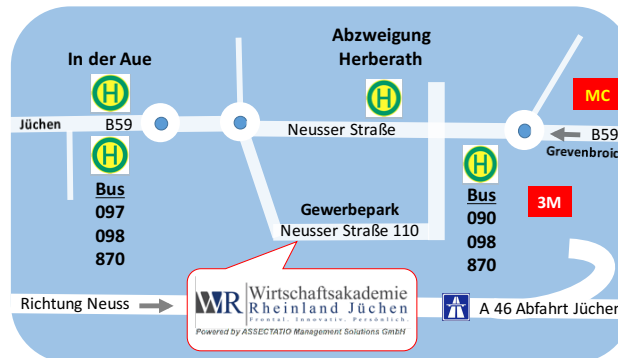 Abzweigung
Herberath
In der Aue
H
H
MC
Jüchen
B59
Neusser Straße
B59
Grevenbroic
H
H
Bus
097
098
870
Bus
090
098
870
3M
Gewerbepark
Neusser Straße 110
WR
Wirtschaftsakademie
Rheinland Jüchen
Frontal. Innovativ. Persönlich.
Powered by ASSECTATIO Management Solutions GmbH
Richtung Neuss
A 46 Abfahrt Jüchen